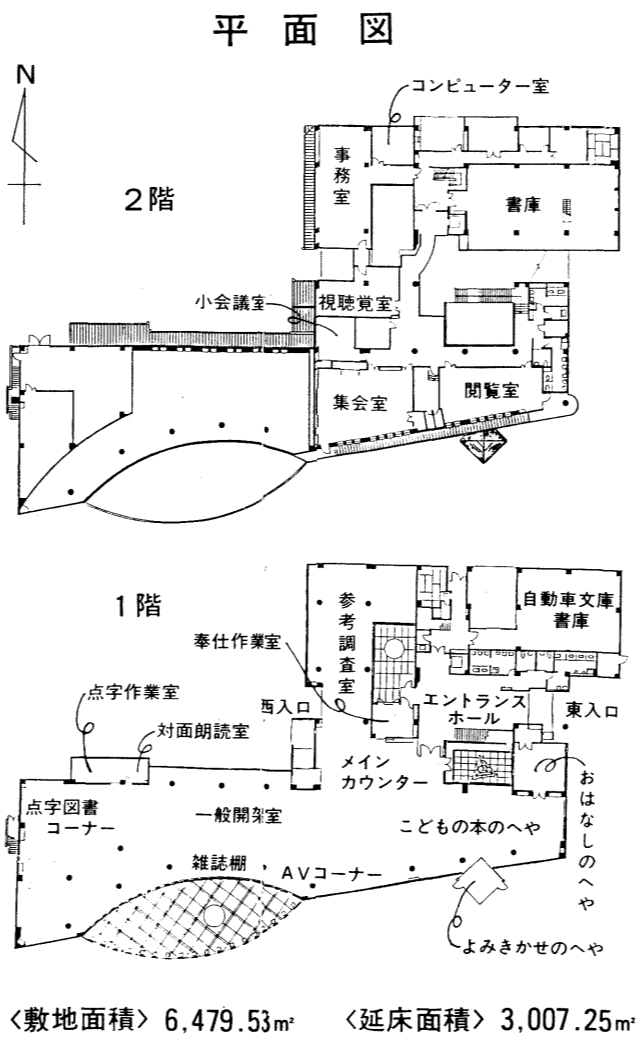 平面図
N
2階
コンピューター室
事務室
書庫
小会議室
視聴覚室
集会室
閲覧室
1階
参考調査室
自動車文庫
書庫
奉仕作業室
点字作業室
西入口
エントランス
ホール
東入口
対面朗読室
メイン
カウンター
点字図書
コーナー
一般開架室
こどもの本のへや
おはなしのへや
雑誌棚
AVコーナー
よみきかせのへや
〈敷地面積〉 6,479.53㎡ 〈延床面積〉 3,007.25㎡